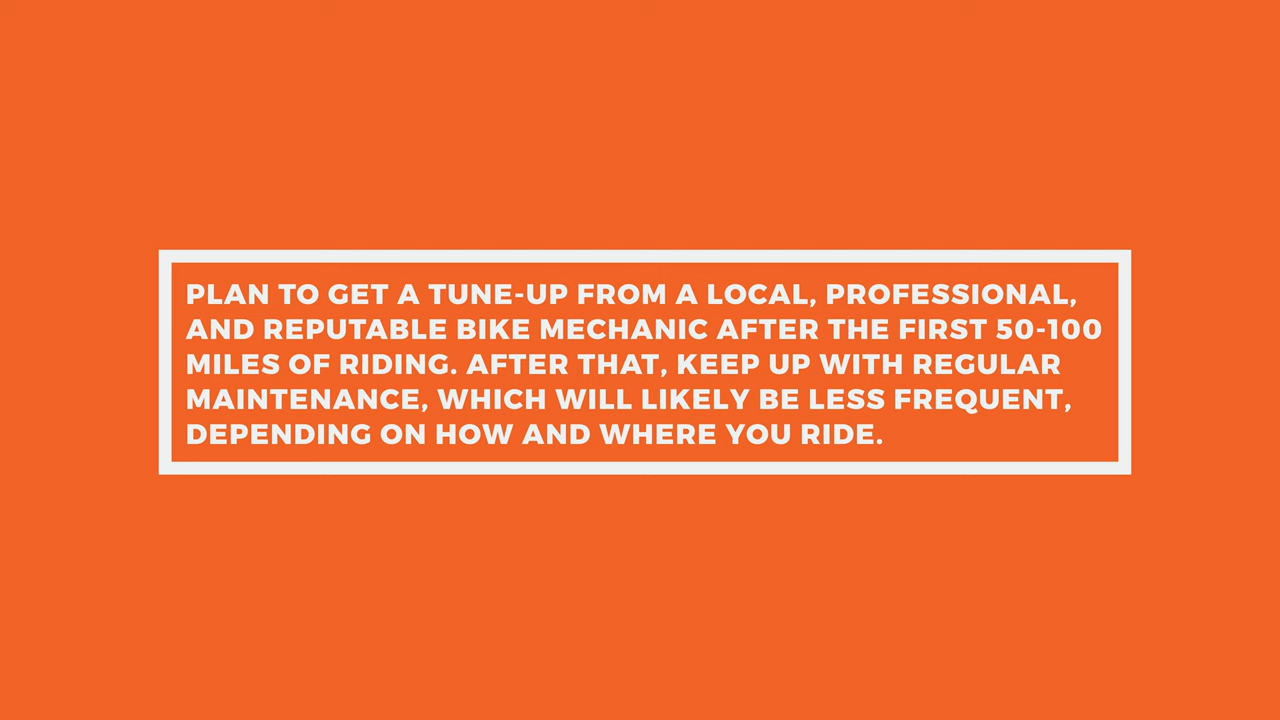 PLAN TO GET A TUNE-UP FROM A LOCAL, PROFESSIONAL,
AND REPUTABLE BIKE MECHANIC AFTER THE FIRST 50-100
MILES OF RIDING. AFTER THAT, KEEP UP WITH REGULAR
MAINTENANCE, WHICH WILL LIKELY BE LESS FREQUENT,
DEPENDING ON HOW AND WHERE YOU RIDE.